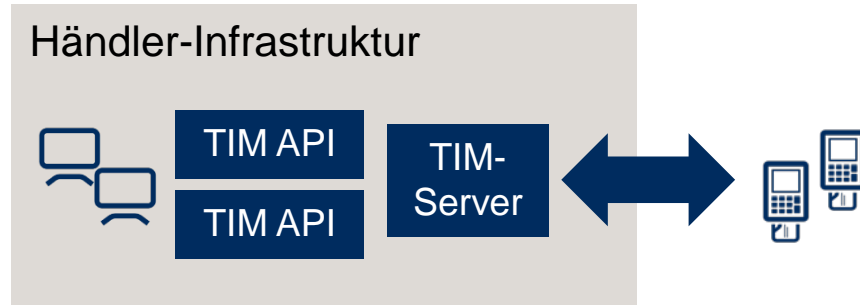 Händler-Infrastruktur
TIM API
TIM API
TIM-
Server